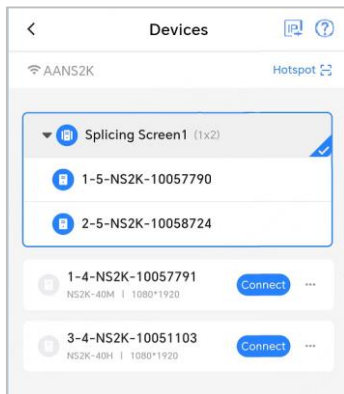 Devices
AANS2K
Hotspot
Splicing Screen1 (1x2)
1-5-NS2K-10057790
2-5-NS2K-10058724
1-4-NS2K-10057791
NS2K-40M | 1080*1920
Connect
3-4-NS2K-10051103
NS2K-40H | 1080*1920
Connect